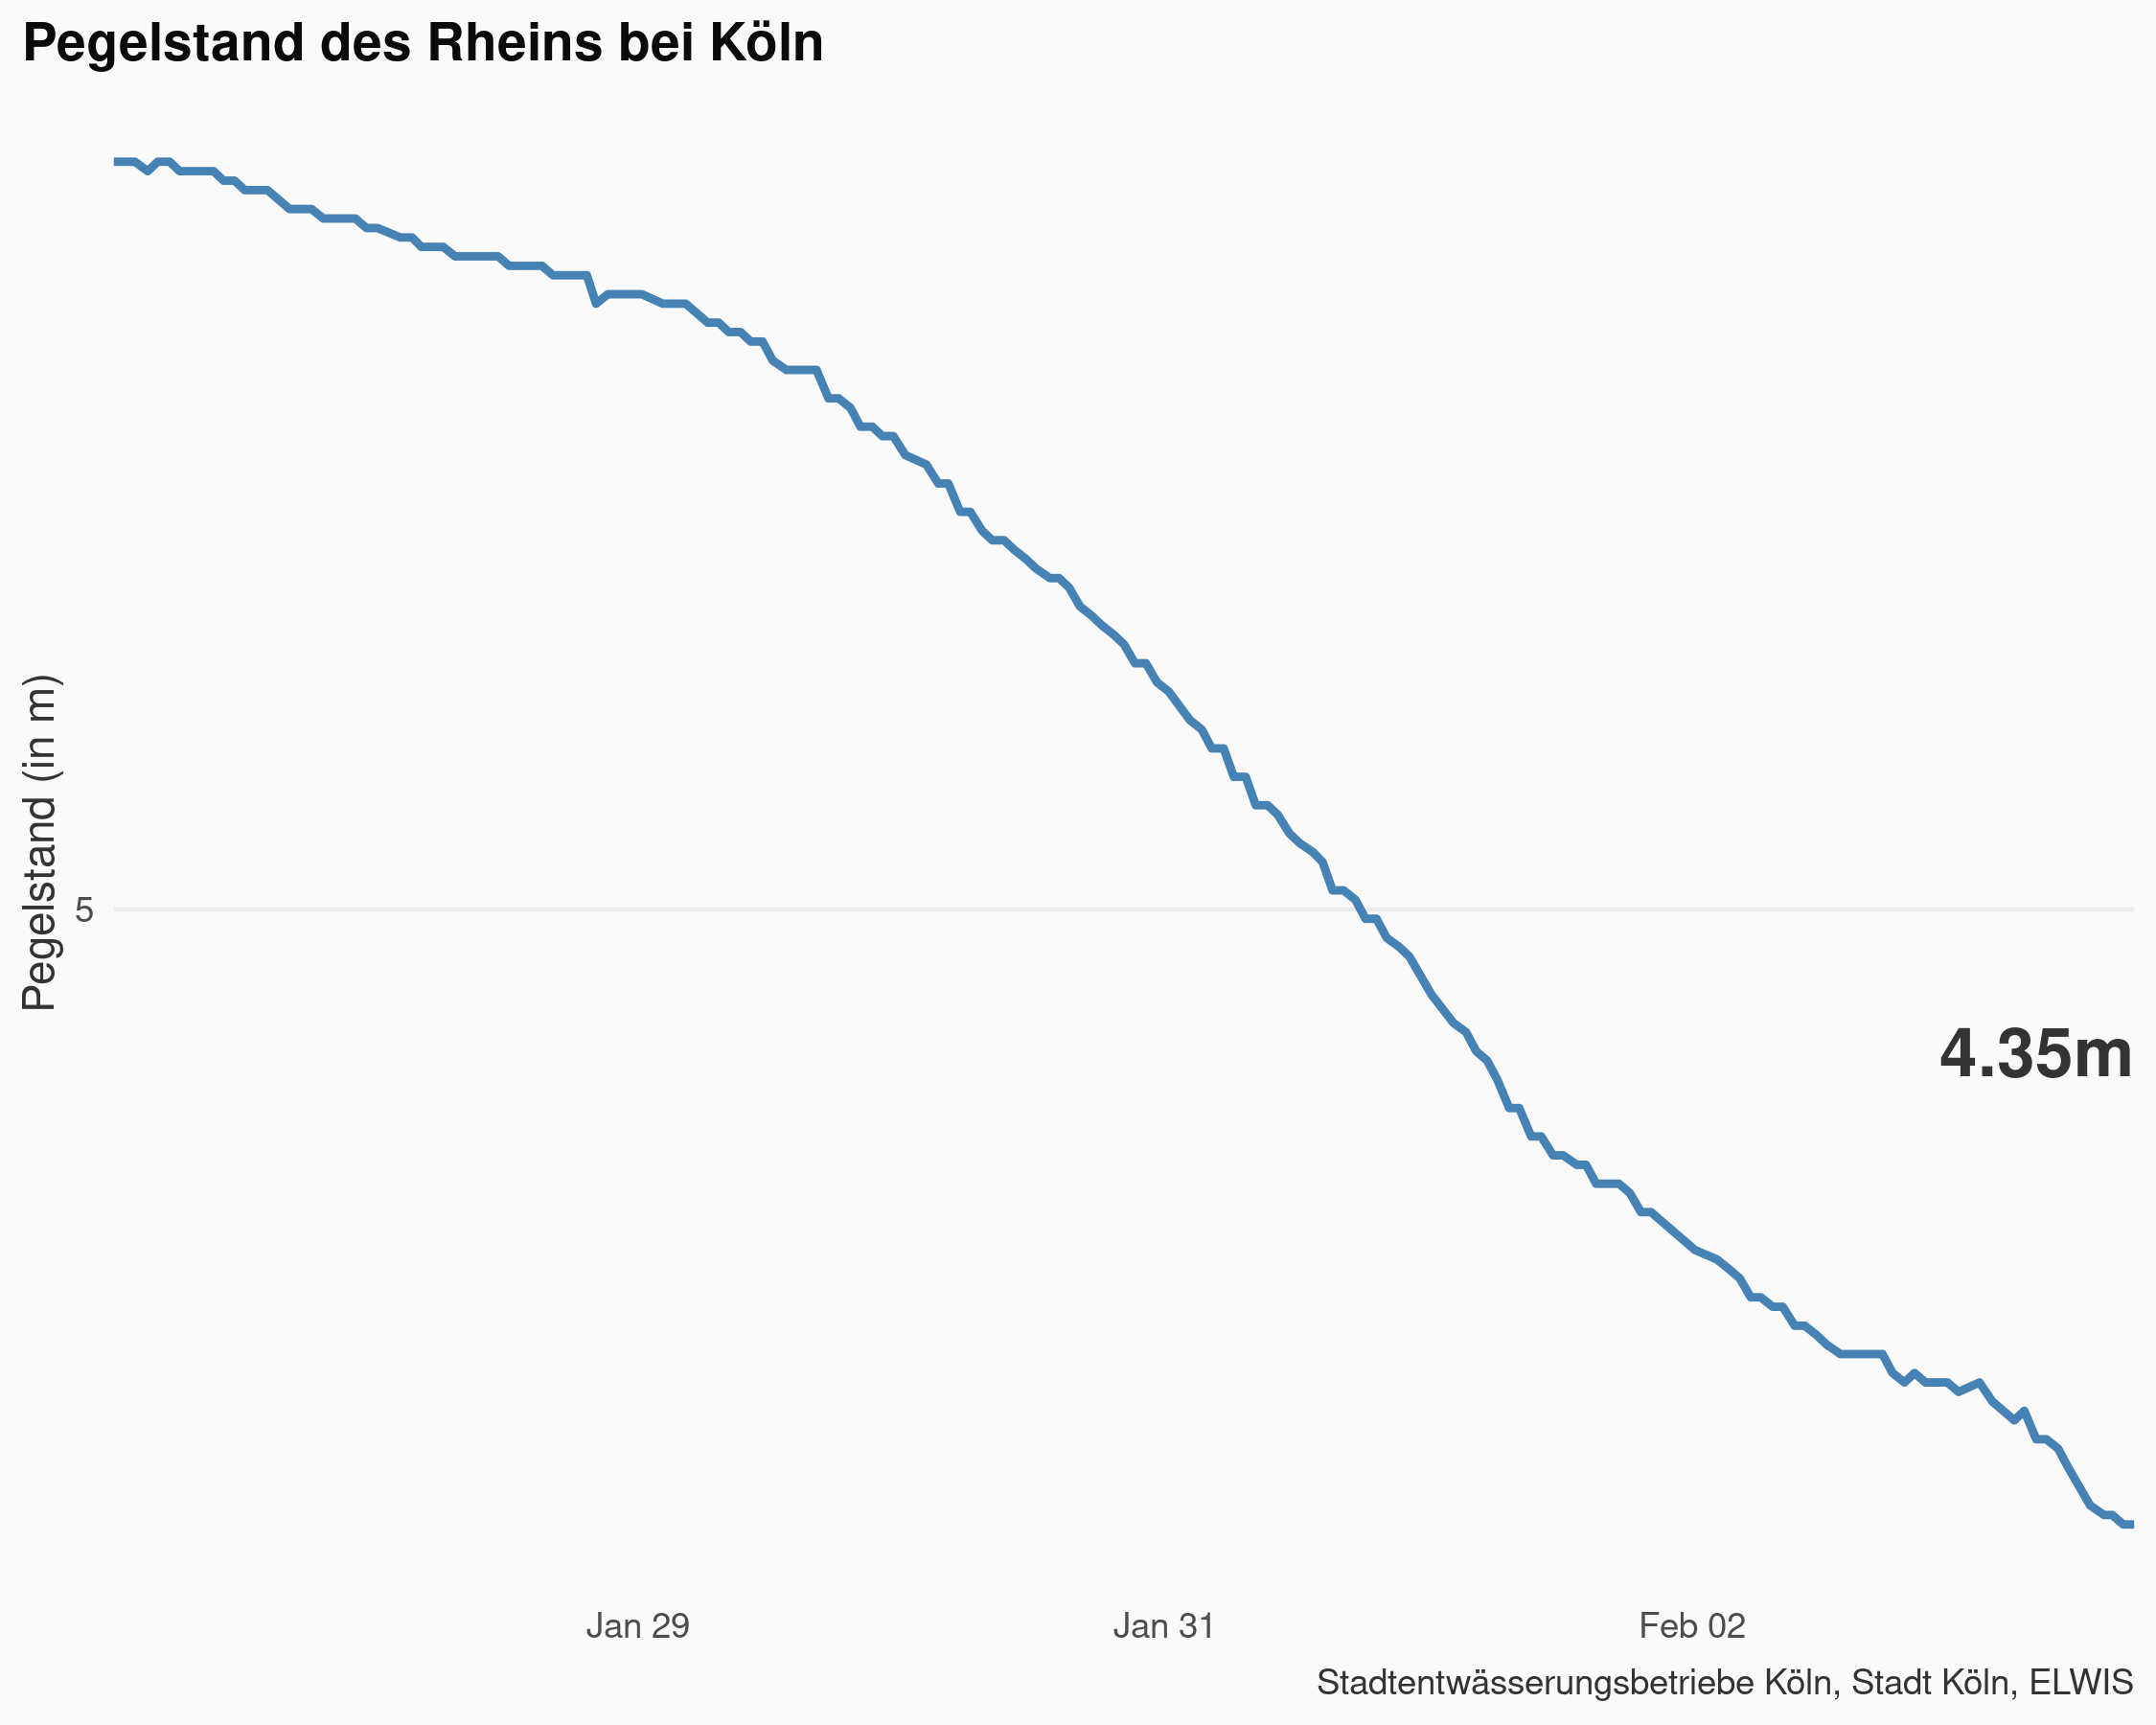 Pegelstand des Rheins bei Köln
Pegelstand (in m)
5
4.35m
Jan 29
Jan 31
Feb 02
Stadtentwässerungsbetriebe Köln, Stadt Köln, ELWIS